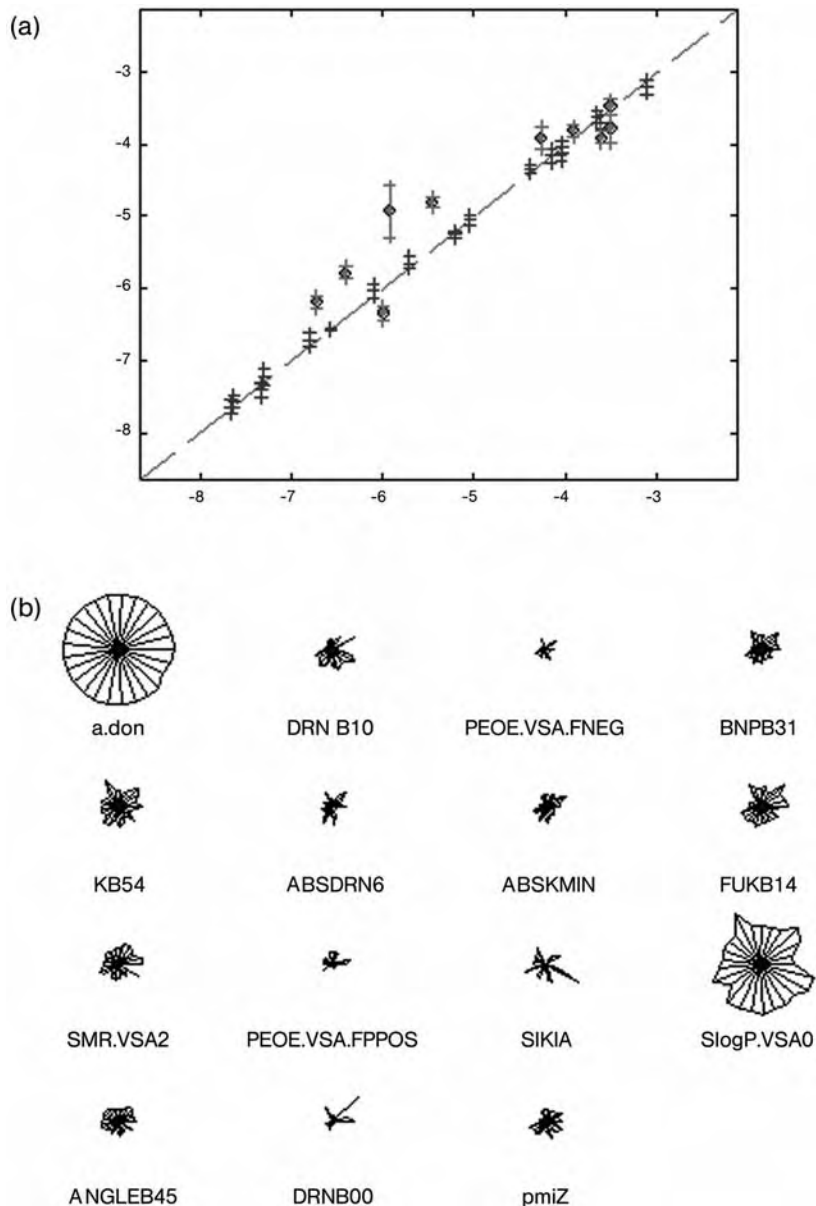 (a)
-3
-4
-5
-6
-7
-8
-8 -7 -6 -5 -4 -3
(b)
a.don DRN B10 PEOE.VSA.FNEG BNPB31
KB54 ABSDRN6 ABSKMIN FUKB14
SMR.VSA2 PEOE.VSA.FPPOS SIKIA SlogP.VSA0
ANGLEB45 DRNB00 pmiZ